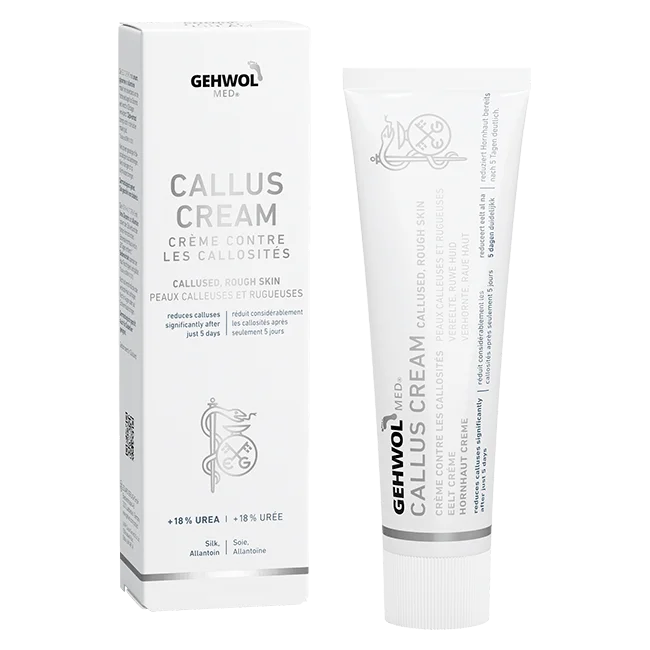 GEHWOL
MED®
CALLUS
CREAM
CRÈME CONTRE
LES CALLOSITÉS
CALLUSED, ROUGH SKIN
PEAUX CALLEUSES ET RUGUEUSES
reduces calluses
significantly after
just 5 days
réduit considérablement
les callosités après
seulement 5 jours
+18% UREA | +18% URÉE
Silk,
Allantoin
Soie,
Allantoïne
GEHWOL MED®
CALLUS CREAM CALLUSED, ROUGH SKIN
CRÈME CONTRE LES CALLOSITÉS PEAUX CALLEUSES ET RUGUEUSES
EELT CRÈME VEREELTE, RUWE HUID
HORNHAUT CREME VERHORNTE, RAUE HAUT
reduces calluses significantly
after just 5 days
réduit considérablement les
callosités après seulement 5 jours
reduceert eelt al na
5 dagen duidelijk
reduziert Hornhaut bereits
nach 5 Tagen deutlich.